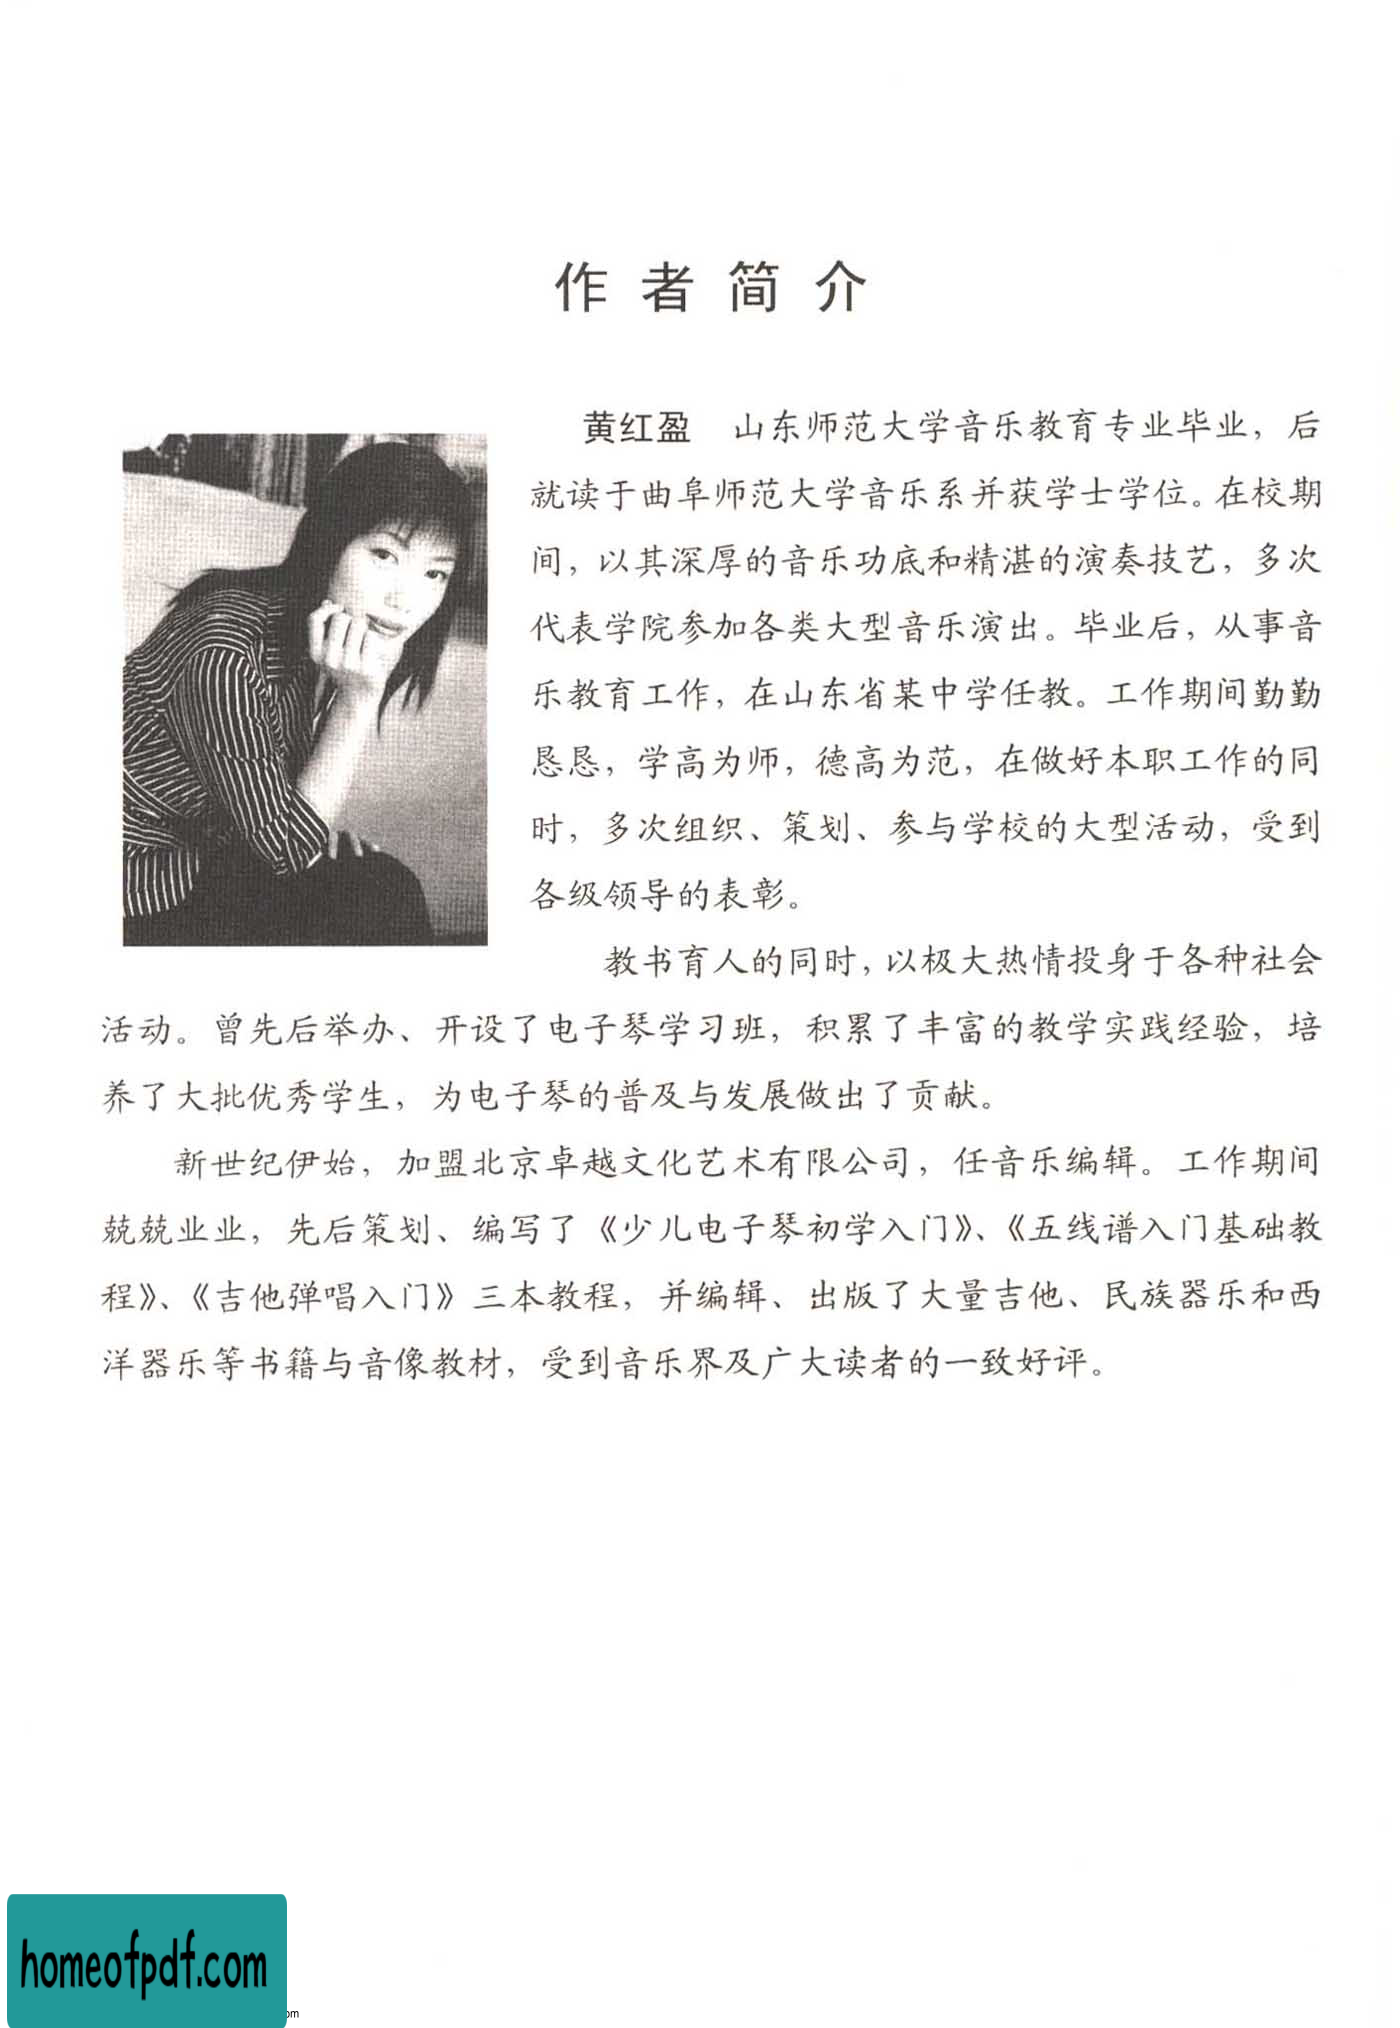 作者简介
黄红盈 山东师范大学音乐教育专业毕业，后
就读于曲阜师范大学音乐系并获学士学位。在校期
间，以其深厚的音乐功底和精湛的演奏技艺，多次
代表学院参加各类大型音乐演出。毕业后，从事音
乐教育工作，在山东省某中学任教。工作期间勤勤
恳恳，学高为师，德高为范，在做好本职工作的同
时，多次组织、策划、参与学校的大型活动，受到
各级领导的表彰。
教书育人的同时，以极大热情投身于各种社会
活动。曾先后举办、开设了电子琴学习班，积累了丰富的教学实践经验，培
养了大批优秀学生，为电子琴的普及与发展做出了贡献。
新世纪伊始，加盟北京卓越文化艺术有限公司，任音乐编辑。工作期间
兢兢业业，先后策划、编写了《少儿电子琴初学入门》、《五线谱入门基础教
程》、《吉他弹唱入门》三本教程，并编辑、出版了大量吉他、民族器乐和西
洋器乐等书籍与音像教材，受到音乐界及广大读者的一致好评。
homeofpdf.com
om